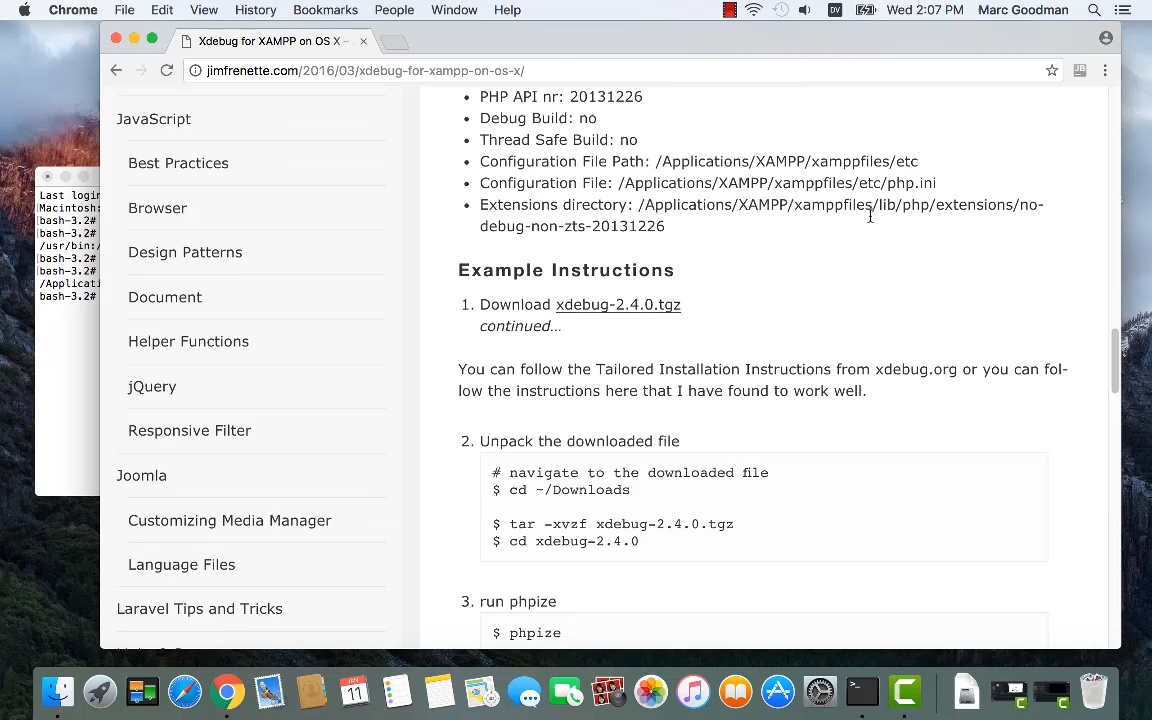 Chrome File Edit View History Bookmarks People Window Help DV Wed 2:07 PM Marc Goodman
Xdebug for XAMPP on OS X –
jimfrenette.com/2016/03/xdebug-for-xampp-on-os-x/
Last login
Macintosh:
bash-3.2#
bash-3.2#
/usr/bin/
bash-3.2#
bash-3.2#
/Applicati
bash-3.2#
JavaScript
Best Practices
Browser
Design Patterns
Document
Helper Functions
jQuery
Responsive Filter
Joomla
Customizing Media Manager
Language Files
Laravel Tips and Tricks
• PHP API nr: 20131226
• Debug Build: no
• Thread Safe Build: no
• Configuration File Path: /Applications/XAMPP/xamppfiles/etc
• Configuration File: /Applications/XAMPP/xamppfiles/etc/php.ini
• Extensions directory: /Applications/XAMPP/xamppfiles/lib/php/extensions/no-
debug-non-zts-20131226
Example Instructions
1. Download xdebug-2.4.0.tgz
continued...
You can follow the Tailored Installation Instructions from xdebug.org or you can fol-
low the instructions here that I have found to work well.
2. Unpack the downloaded file
# navigate to the downloaded file
$ cd ~/Downloads
$ tar -xvzf xdebug-2.4.0.tgz
$ cd xdebug-2.4.0
3. run phpize
$ phpize
JAN
11